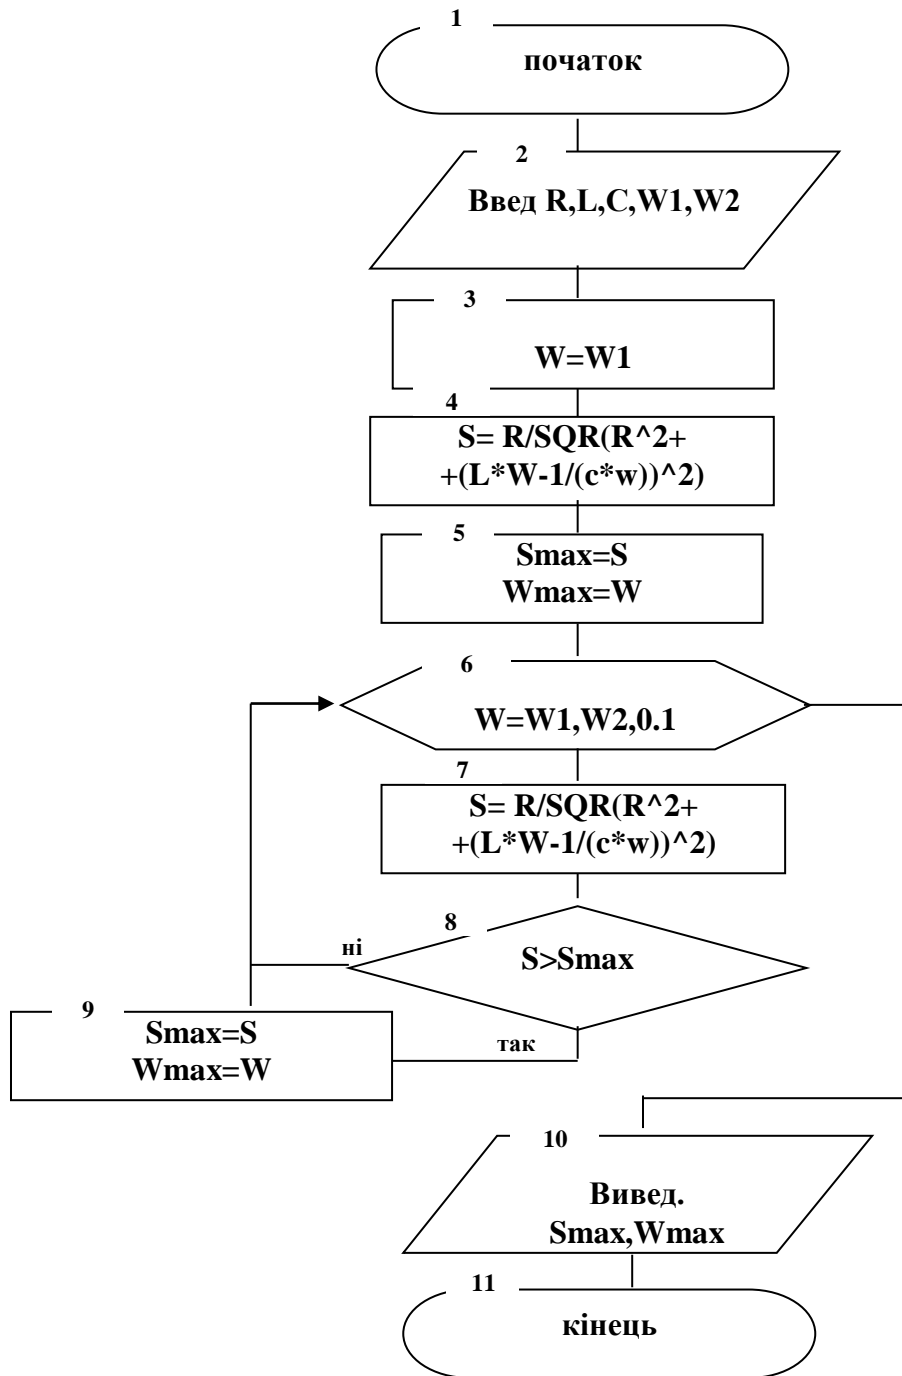 1
початок
2
Введ R,L,C,W1,W2
3
W=W1
4
S= R/SQR(R^2+
+(L*W-1/(c*w))^2)
5
Smax=S
Wmax=W
6
W=W1,W2,0.1
7
S= R/SQR(R^2+
+(L*W-1/(c*w))^2)
8
ні
S>Smax
9
Smax=S
Wmax=W
так
10
Вивед.
Smax,Wmax
11
кінець